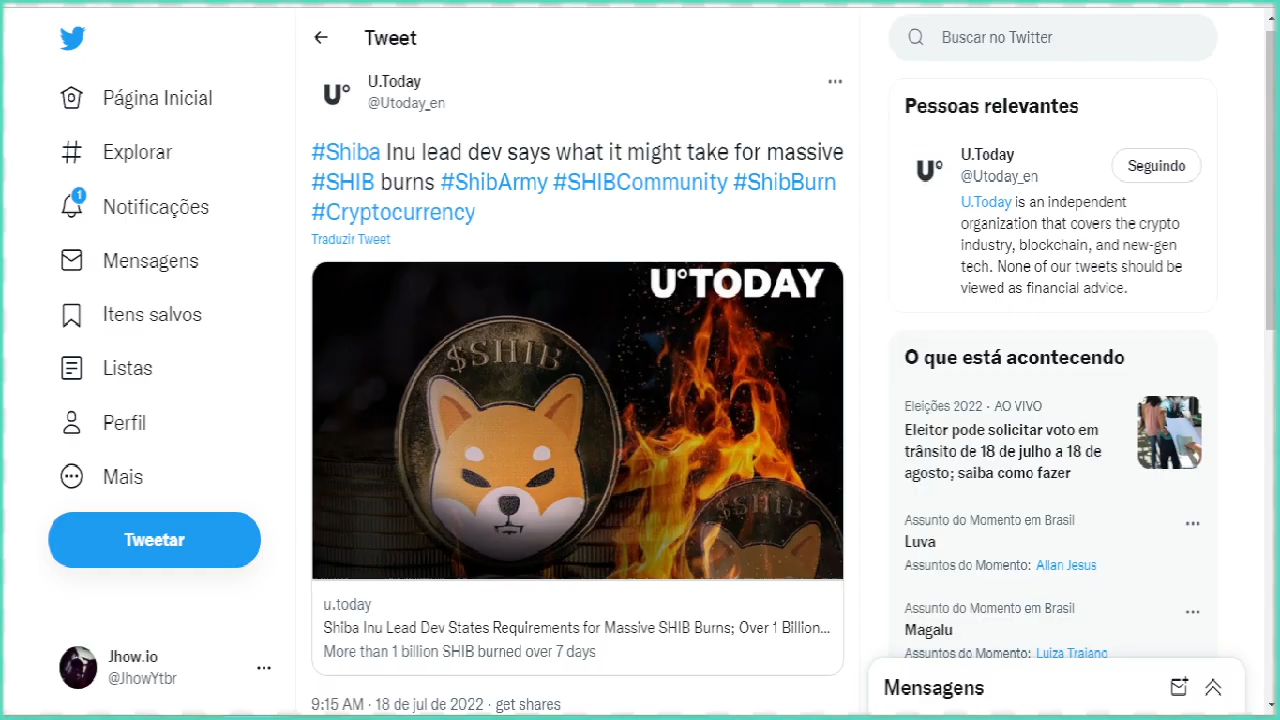 Página Inicial
Explorar
1
Notificações
Mensagens
Itens salvos
Listas
Perfil
Mais
Tweetar
Jhow.io
@JhowYtbr
Tweet
U.Today
@Utoday_en
#Shiba Inu lead dev says what it might take for massive
#SHIB burns #ShibArmy #SHIBCommunity #ShibBurn
#Cryptocurrency
Traduzir Tweet
U°TODAY
$SHIB
$SHIB
u.today
Shiba Inu Lead Dev States Requirements for Massive SHIB Burns; Over 1 Billion...
More than 1 billion SHIB burned over 7 days
9:15 AM · 18 de jul de 2022 · get shares
Buscar no Twitter
Pessoas relevantes
U.Today
@Utoday_en
Seguindo
U.Today is an independent
organization that covers the crypto
industry, blockchain, and new-gen
tech. None of our tweets should be
viewed as financial advice.
O que está acontecendo
Eleições 2022 · AO VIVO
Eleitor pode solicitar voto em
trânsito de 18 de julho a 18 de
agosto; saiba como fazer
Assunto do Momento em Brasil
Luva
Assuntos do Momento: Allan Jesus
Assunto do Momento em Brasil
Magalu
Assuntos do Momento: Luiza Trajano
Mensagens